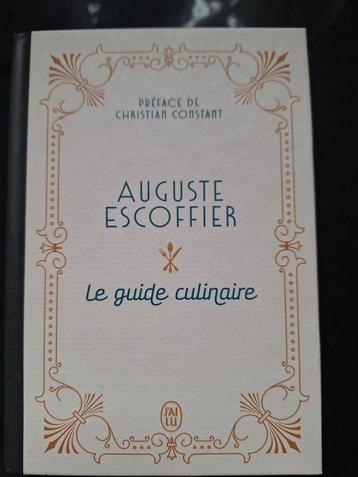 PRÉFACE DE
CHRISTIAN CONSTANT
AUGUSTE
ESCOFFIER
Le guide culinaire
J'AI
LU